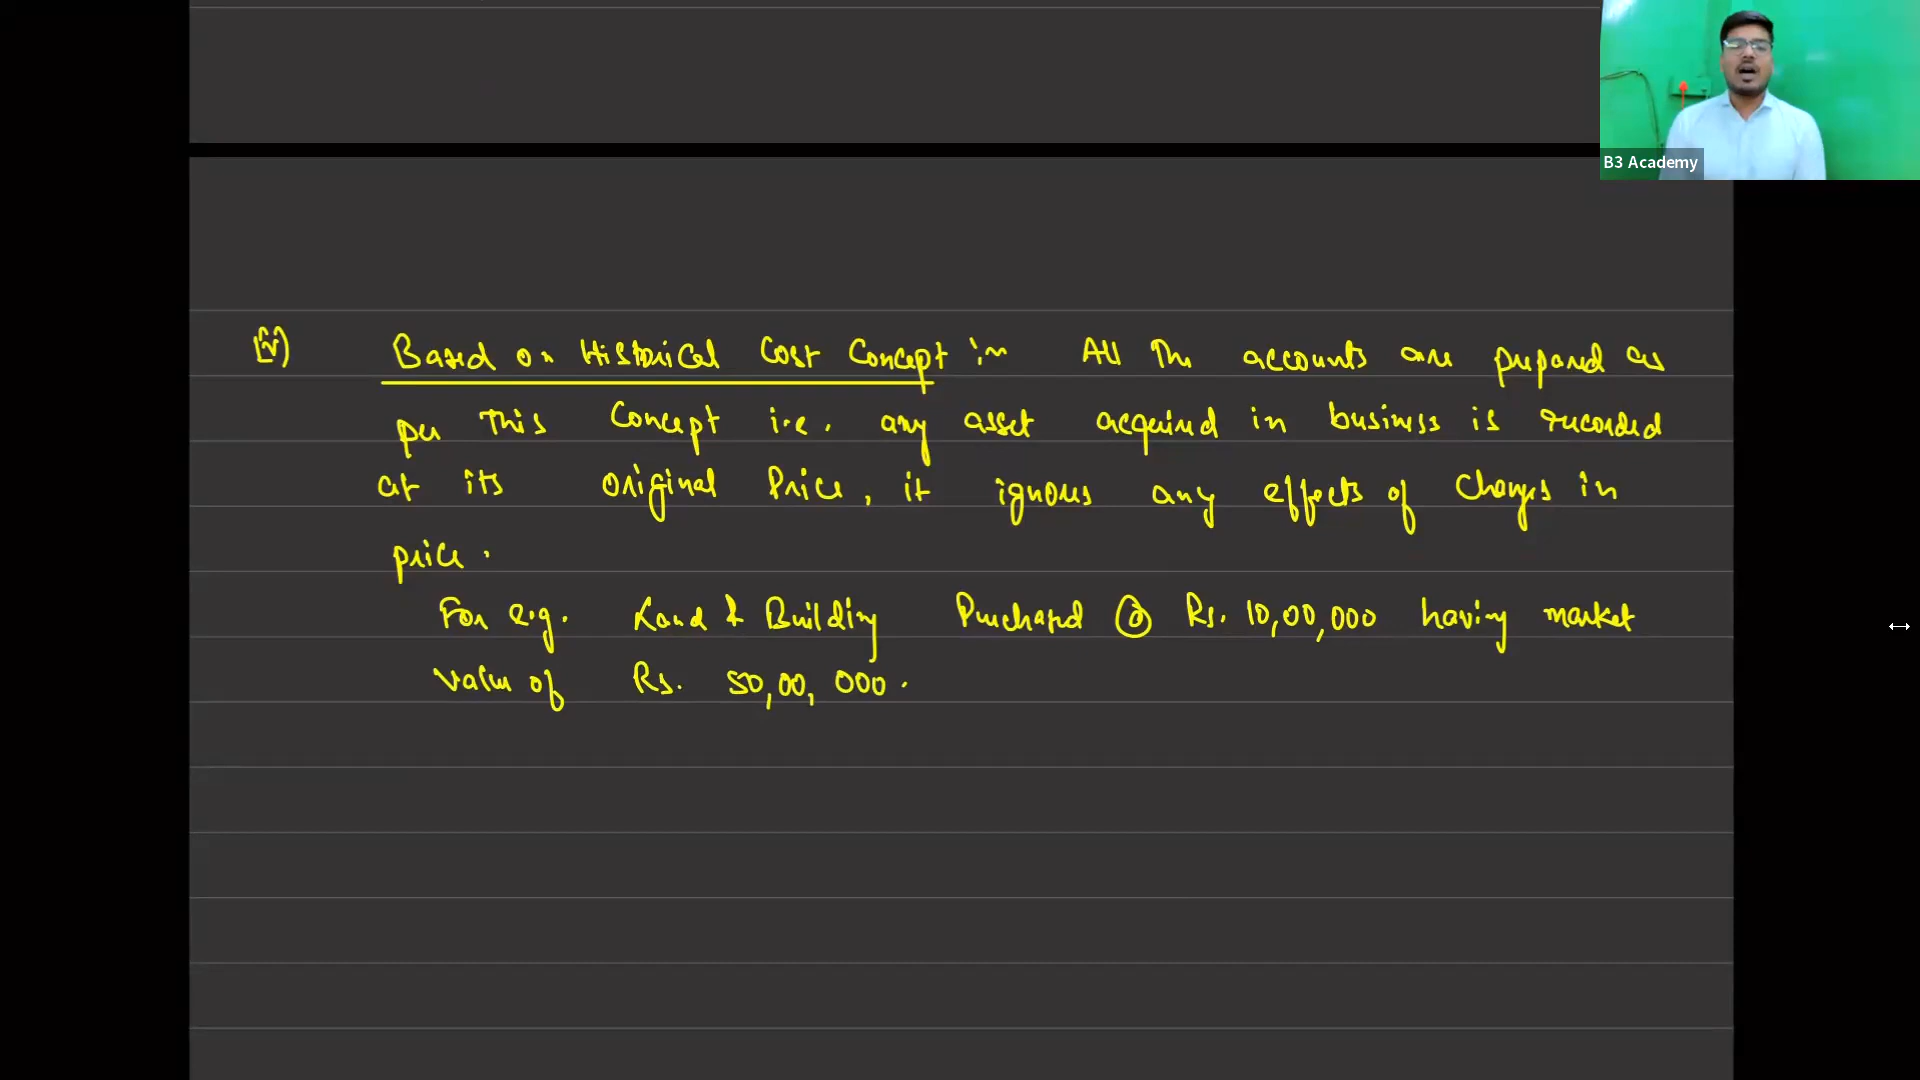 B3 Academy
(v) Based on Historical Cost Concept :- All the accounts are prepared as
per this Concept i.e. any asset acquired in business is recorded
at its original Price, it ignores any effects of changes in
price.
For e.g. Land & Building Purchased @ Rs. 10,00,000 having market
value of Rs. 50,00,000.